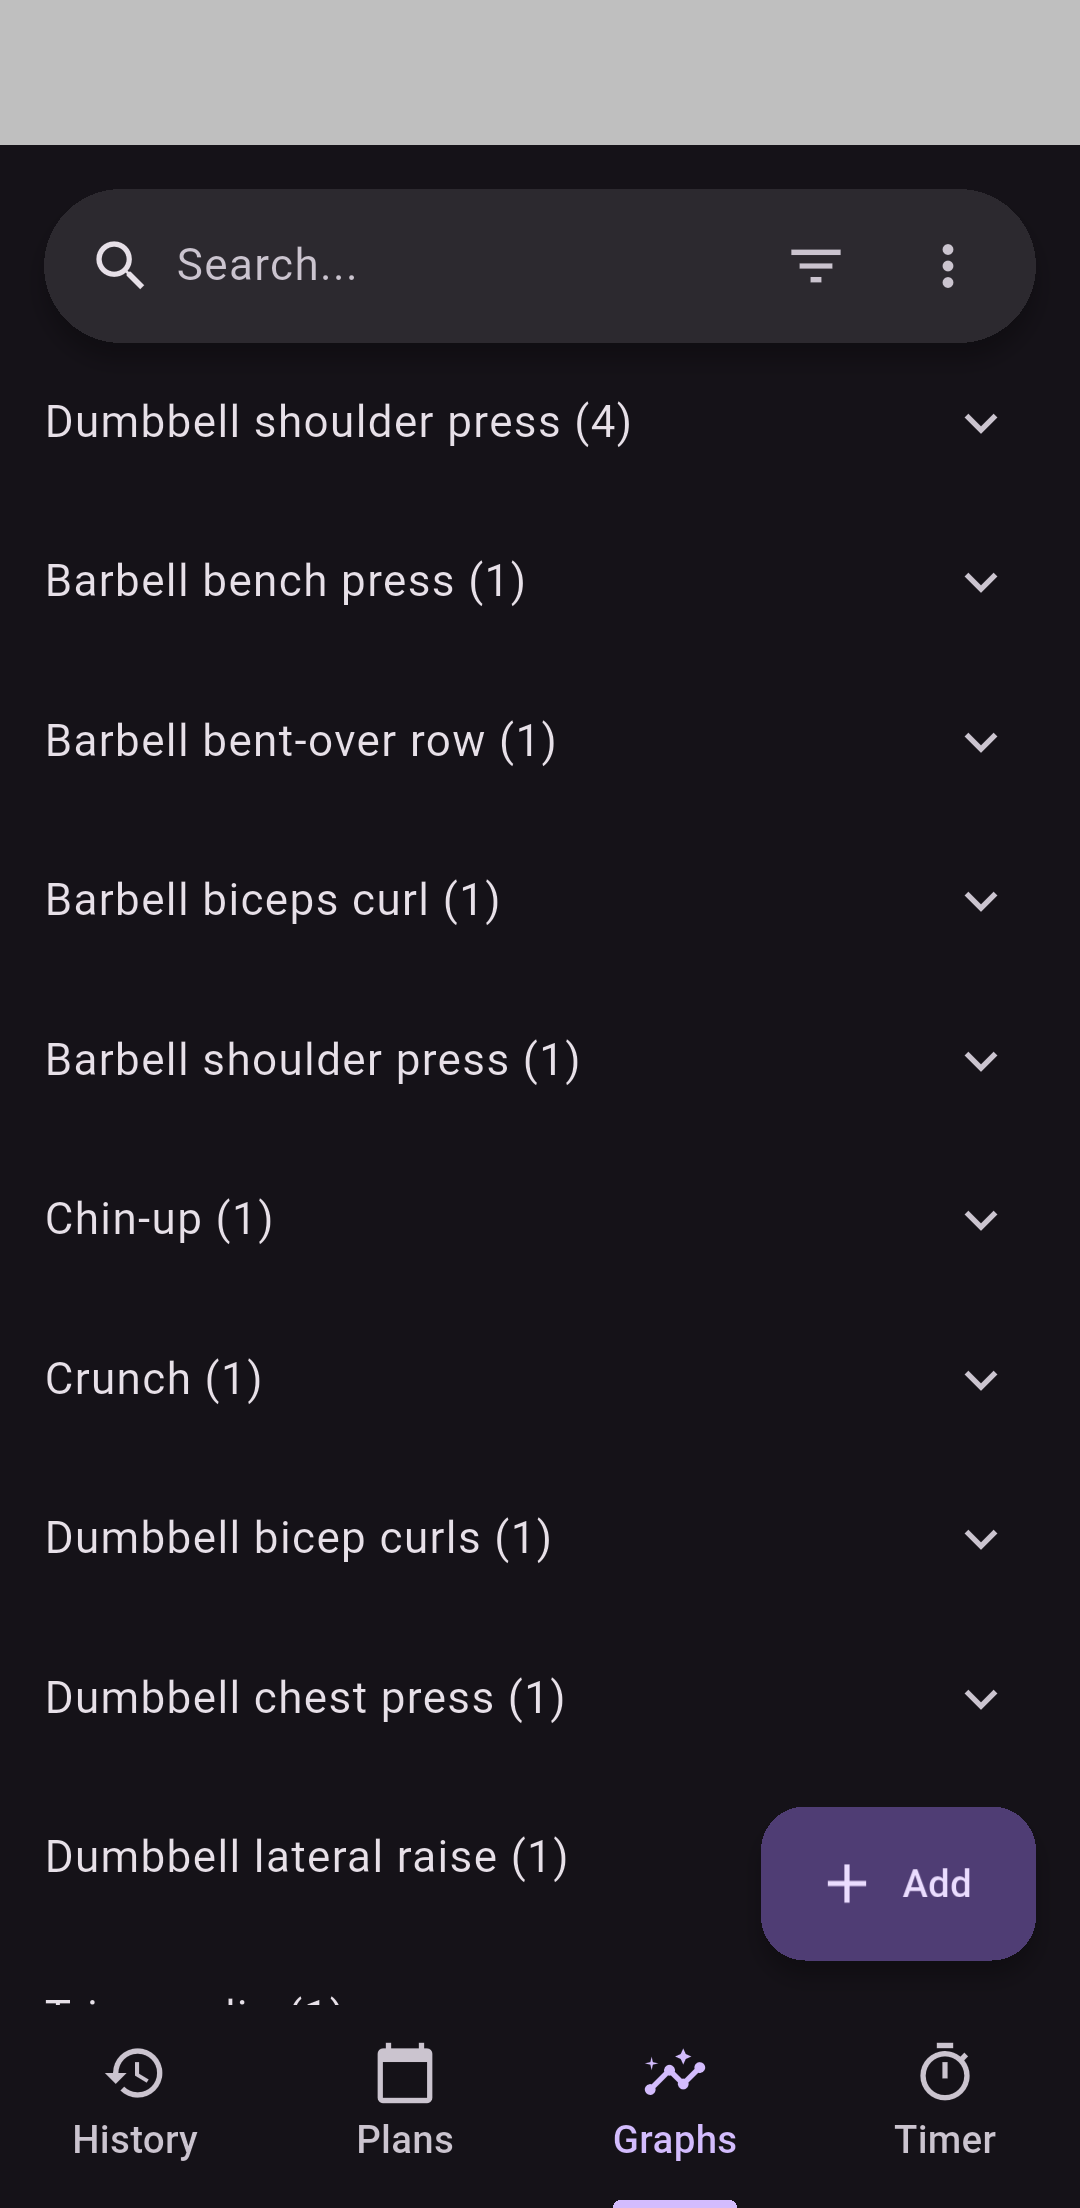 Search...
Dumbbell shoulder press (4)
Barbell bench press (1)
Barbell bent-over row (1)
Barbell biceps curl (1)
Barbell shoulder press (1)
Chin-up (1)
Crunch (1)
Dumbbell bicep curls (1)
Dumbbell chest press (1)
Dumbbell lateral raise (1)
Add
(1)
History
Plans
Graphs
Timer